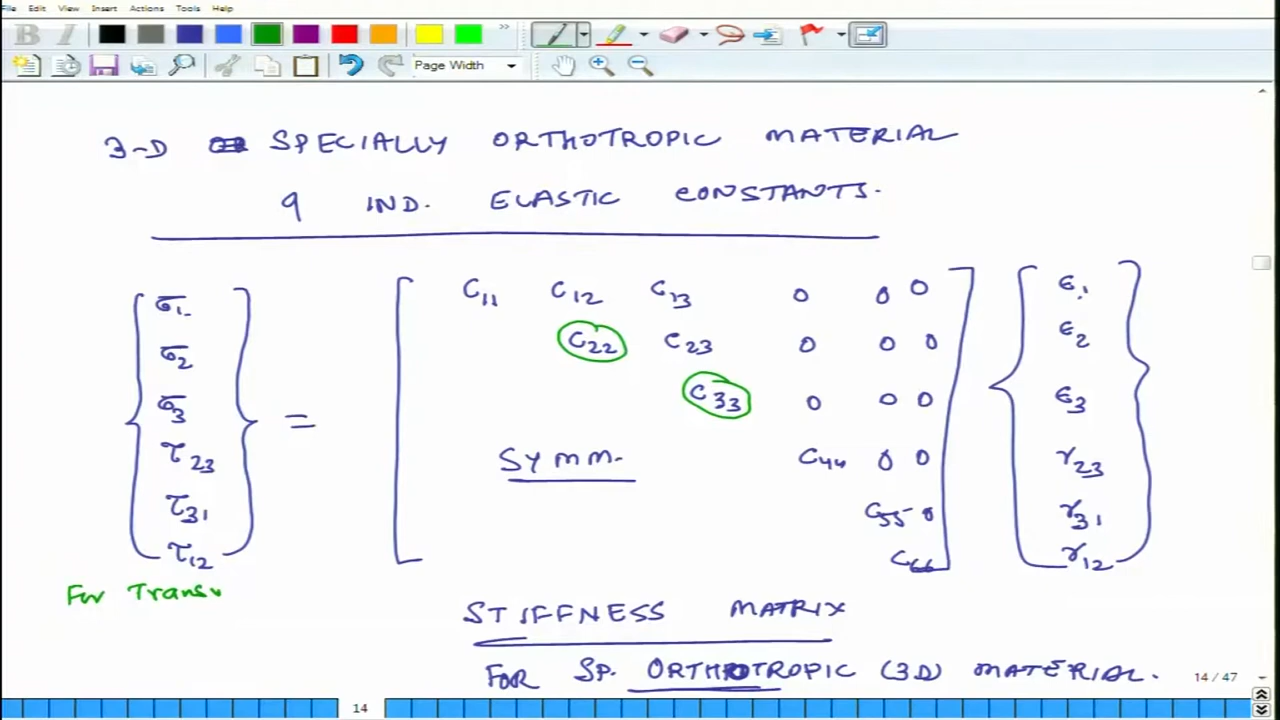 File Edit View Insert Actions Tools Help
B I Page Width
3-D SPECIALLY ORTHOTROPIC MATERIAL
9 IND. ELASTIC CONSTANTS.
σ1 C11 C12 C13 0 0 0 ε1
σ2 C22 C23 0 0 0 ε2
σ3 = C33 0 0 0 ε3
τ23 SYMM. C44 0 0 γ23
τ31 C55 0 γ31
τ12 C66 γ12
For Transv
STIFFNESS MATRIX
FOR SP. ORTHOTROPIC (3D) MATERIAL.
14 / 47
14